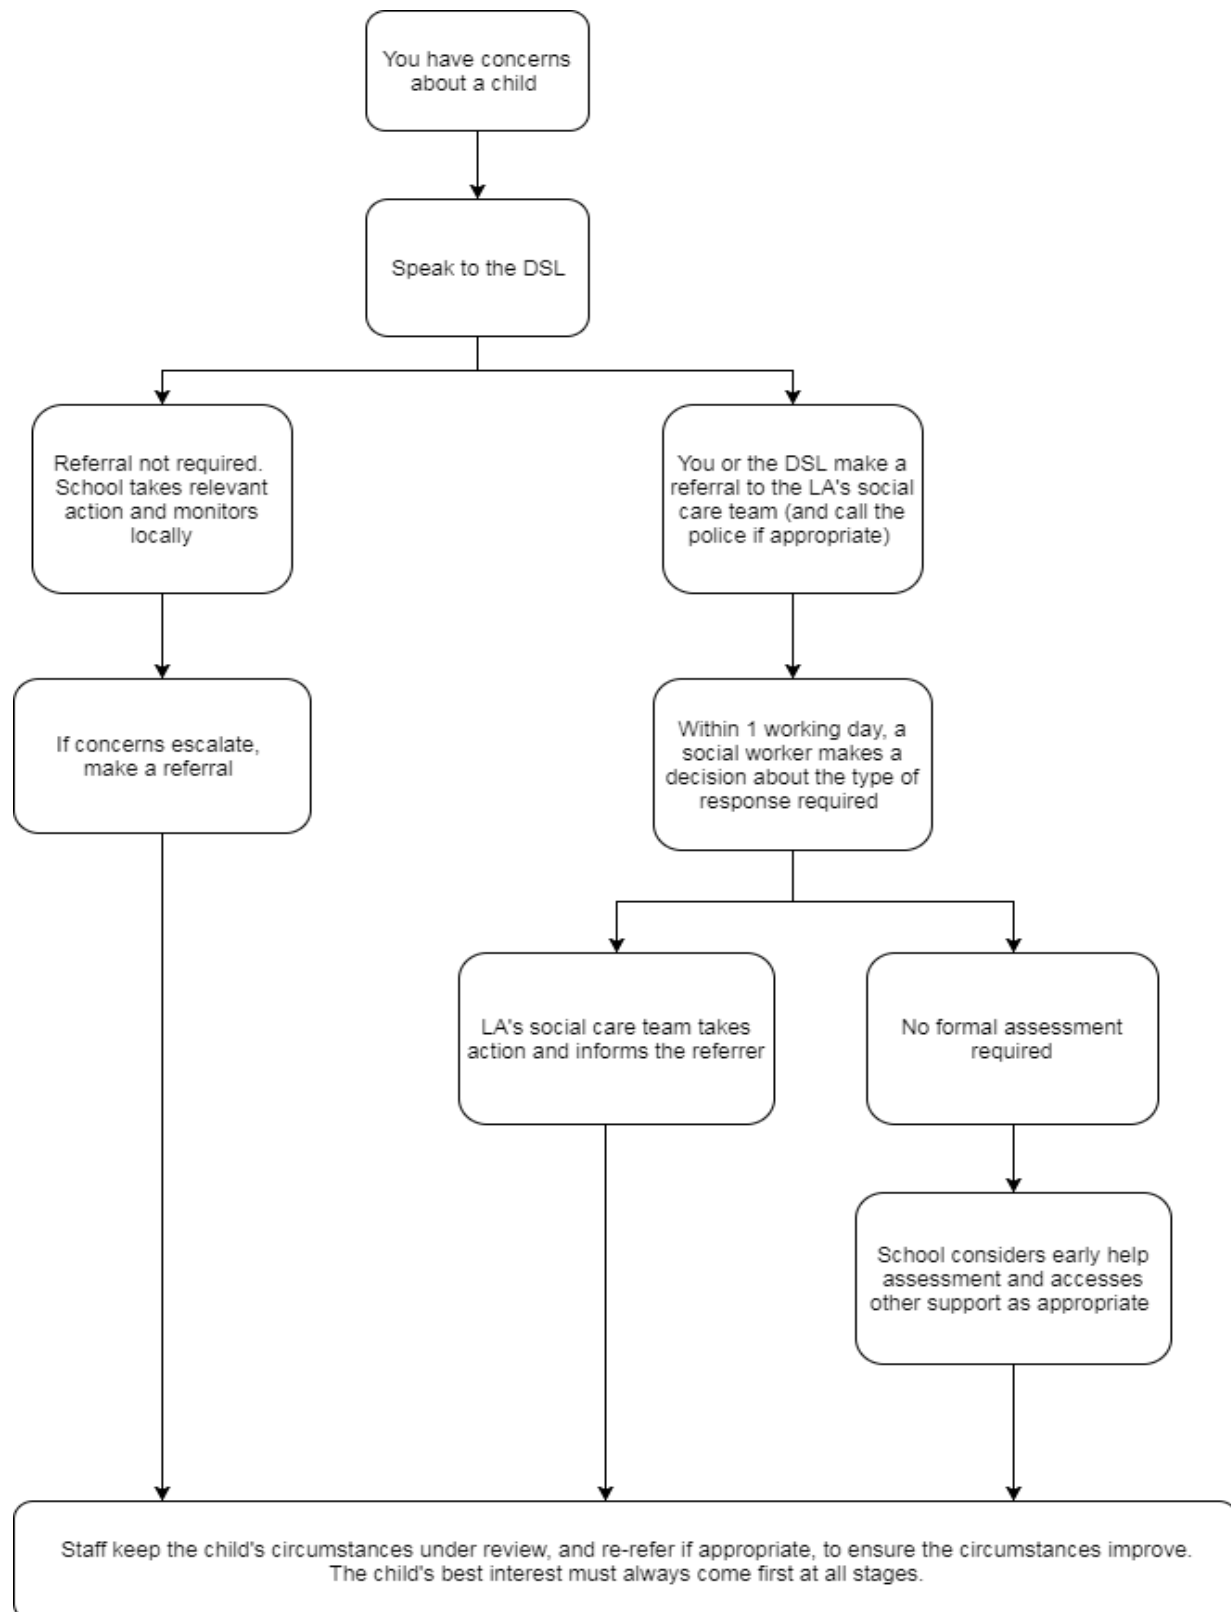 You have concerns
about a child
Speak to the DSL
Referral not required.
School takes relevant
action and monitors
locally
You or the DSL make a
referral to the LA's social
care team (and call the
police if appropriate)
If concerns escalate,
make a referral
Within 1 working day, a
social worker makes a
decision about the type of
response required
LA's social care team takes
action and informs the referrer
No formal assessment
required
School considers early help
assessment and accesses
other support as appropriate
Staff keep the child's circumstances under review, and re-refer if appropriate, to ensure the circumstances improve.
The child's best interest must always come first at all stages.